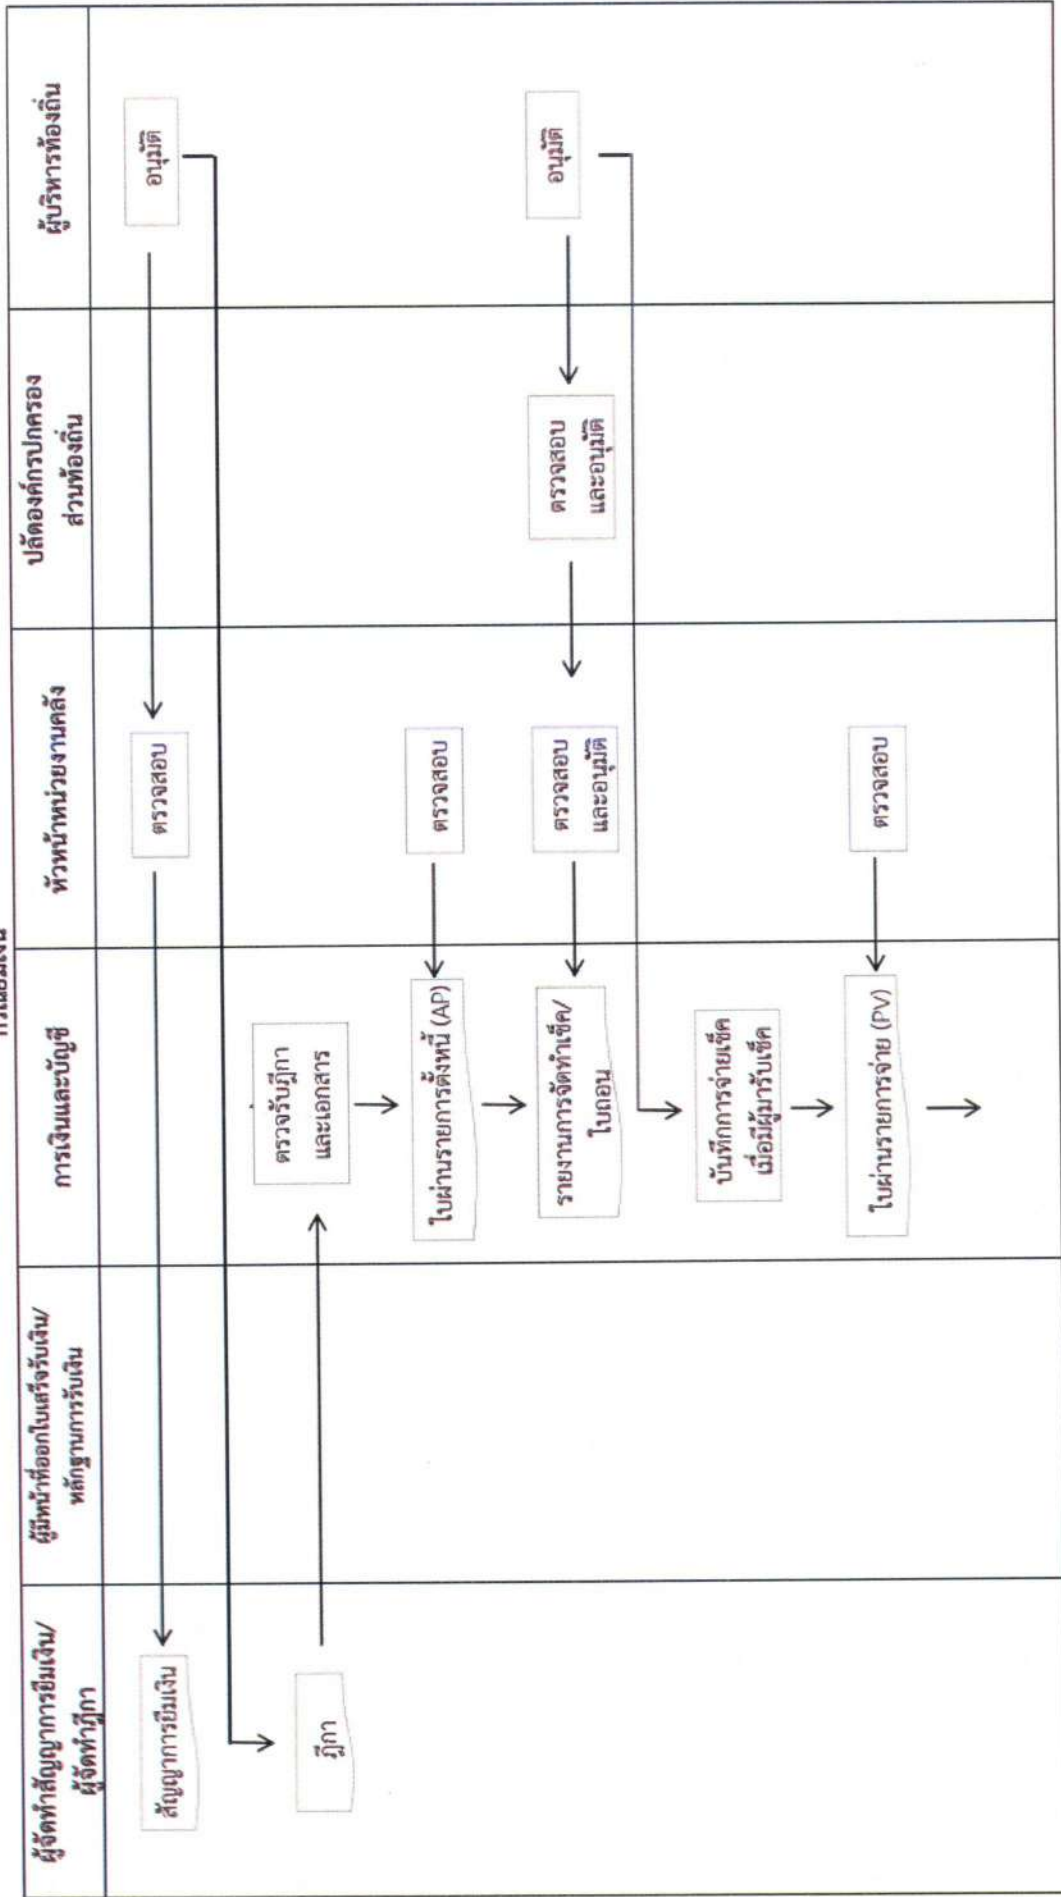 ผู้จัดทำสัญญาการยืมเงิน/
ผู้จัดทำฎีกา
ผู้มีหน้าที่ออกใบเสร็จรับเงิน/
หลักฐานการรับเงิน
การเงินและบัญชี
หัวหน้าหน่วยงานคลัง
ปลัดองค์กรปกครอง
ส่วนท้องถิ่น
ผู้บริหารท้องถิ่น
สัญญาการยืมเงิน
ตรวจสอบ
อนุมัติ
ฎีกา
ตรวจรับฎีกา
และเอกสาร
ใบผ่านรายการตั้งหนี้ (AP)
ตรวจสอบ
รายงานการจัดทำเช็ค/
ใบถอน
ตรวจสอบ
และอนุมัติ
ตรวจสอบ
และอนุมัติ
อนุมัติ
บันทึกการจ่ายเช็ค
เมื่อมีผู้มารับเช็ค
ใบผ่านรายการจ่าย (PV)
ตรวจสอบ